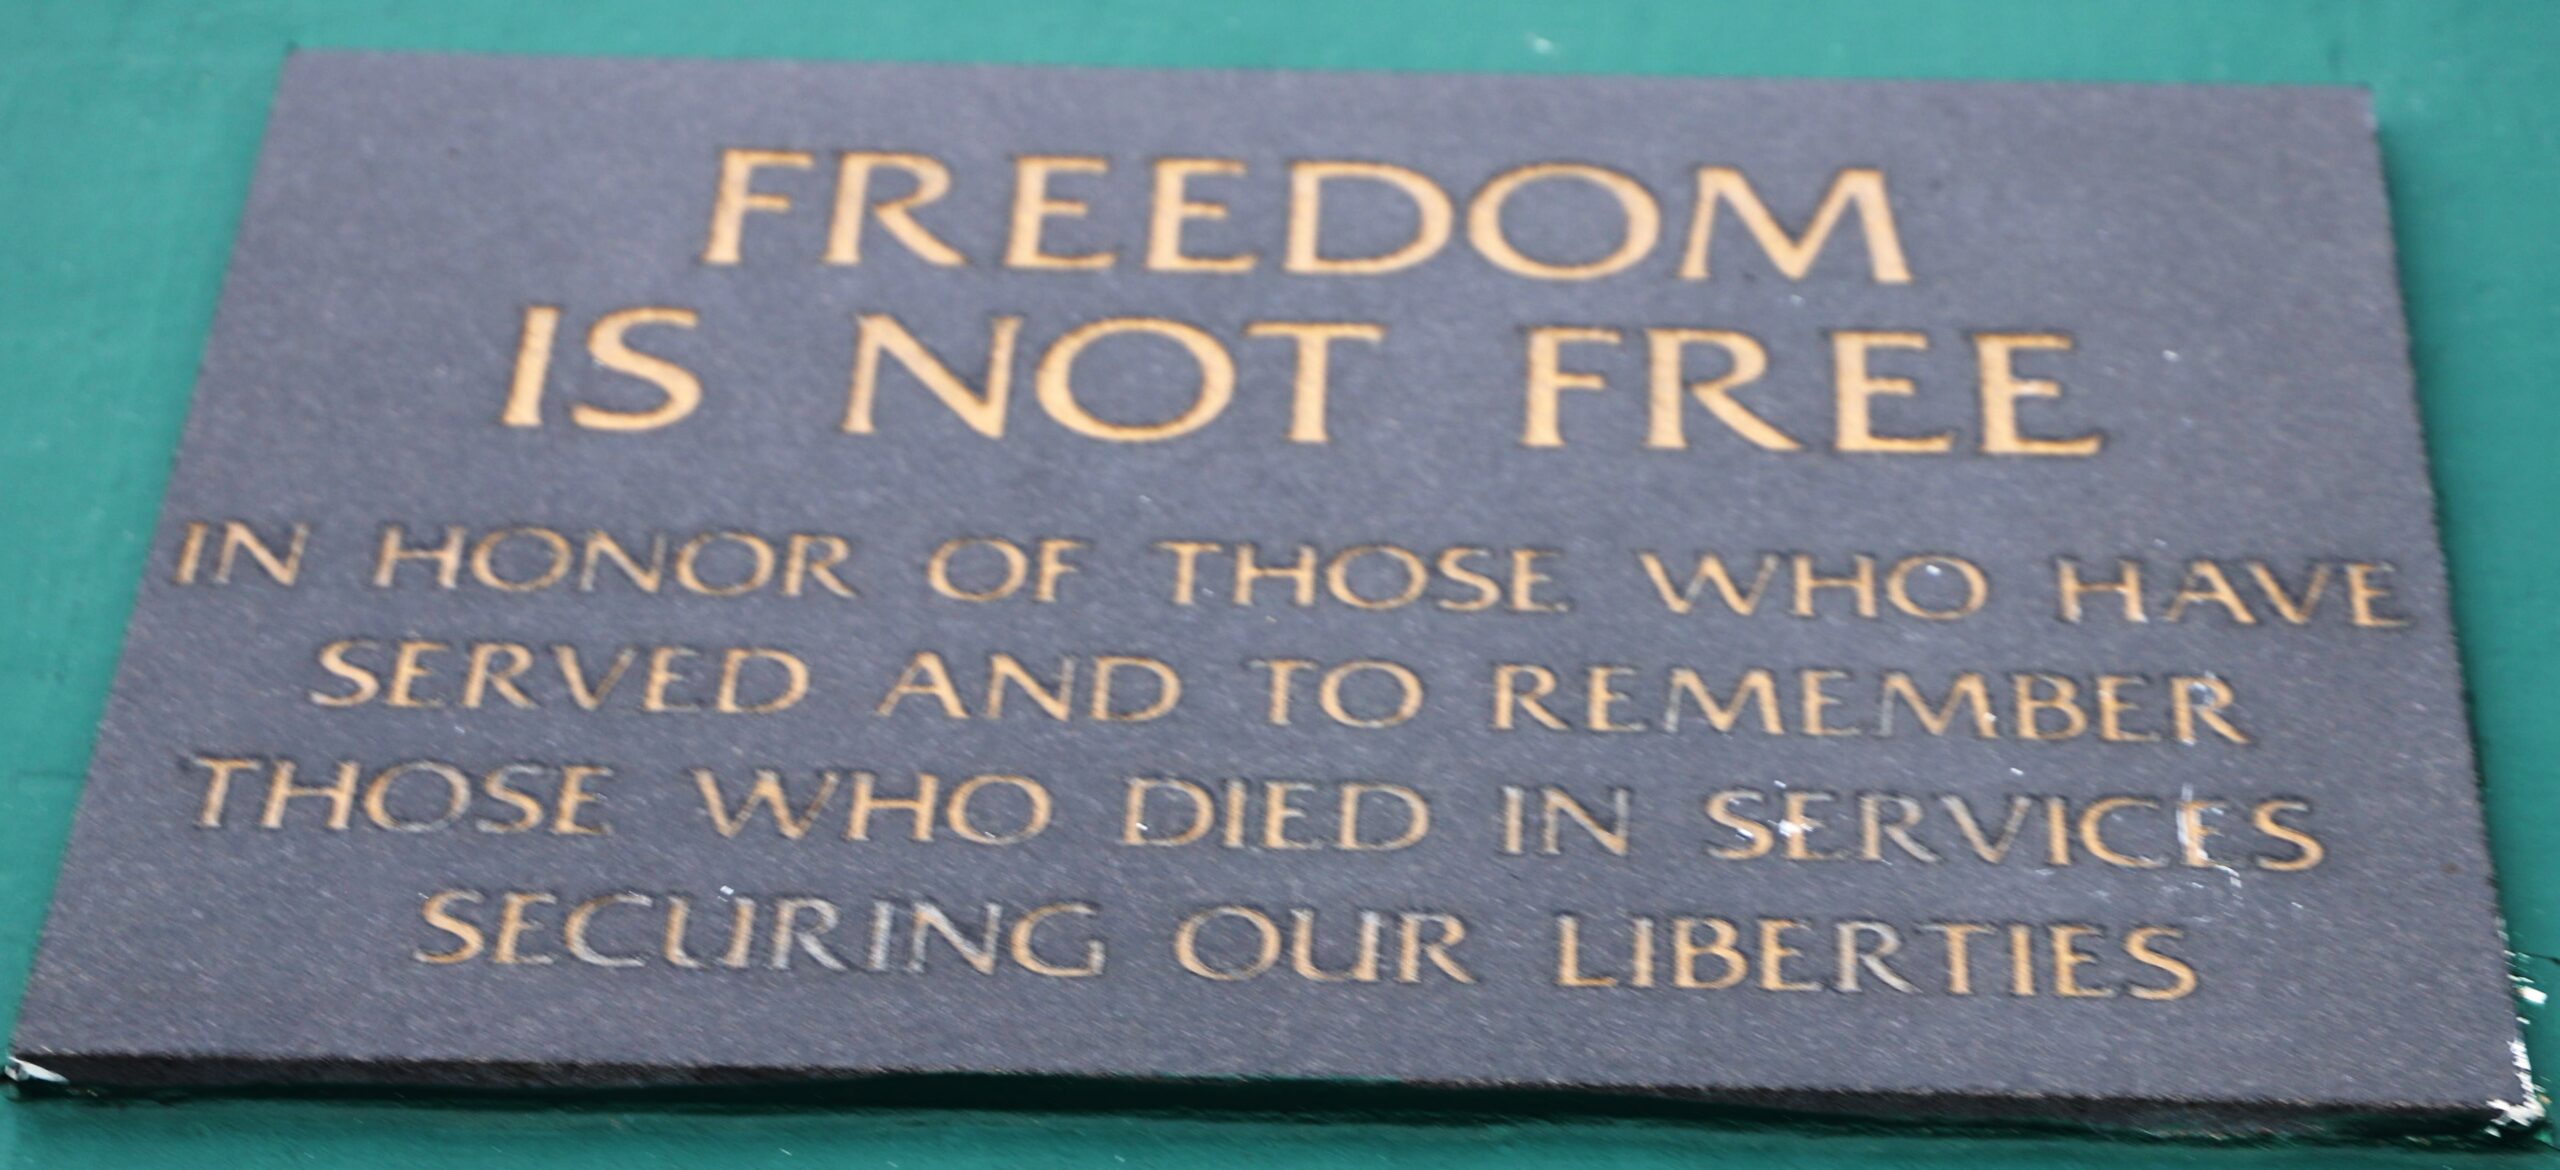 FREEDOM
IS NOT FREE
IN HONOR OF THOSE WHO HAVE
SERVED AND TO REMEMBER
THOSE WHO DIED IN SERVICES
SECURING OUR LIBERTIES